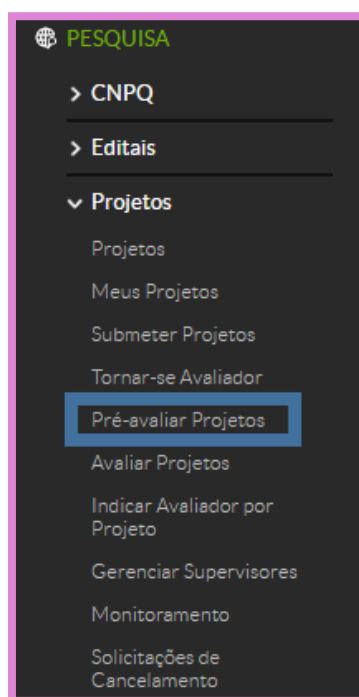 PESQUISA
CNPQ
Editais
Projetos
Projetos
Meus Projetos
Submeter Projetos
Tornar-se Avaliador
Pré-avaliar Projetos
Avaliar Projetos
Indicar Avaliador por
Projeto
Gerenciar Supervisores
Monitoramento
Solicitações de
Cancelamento